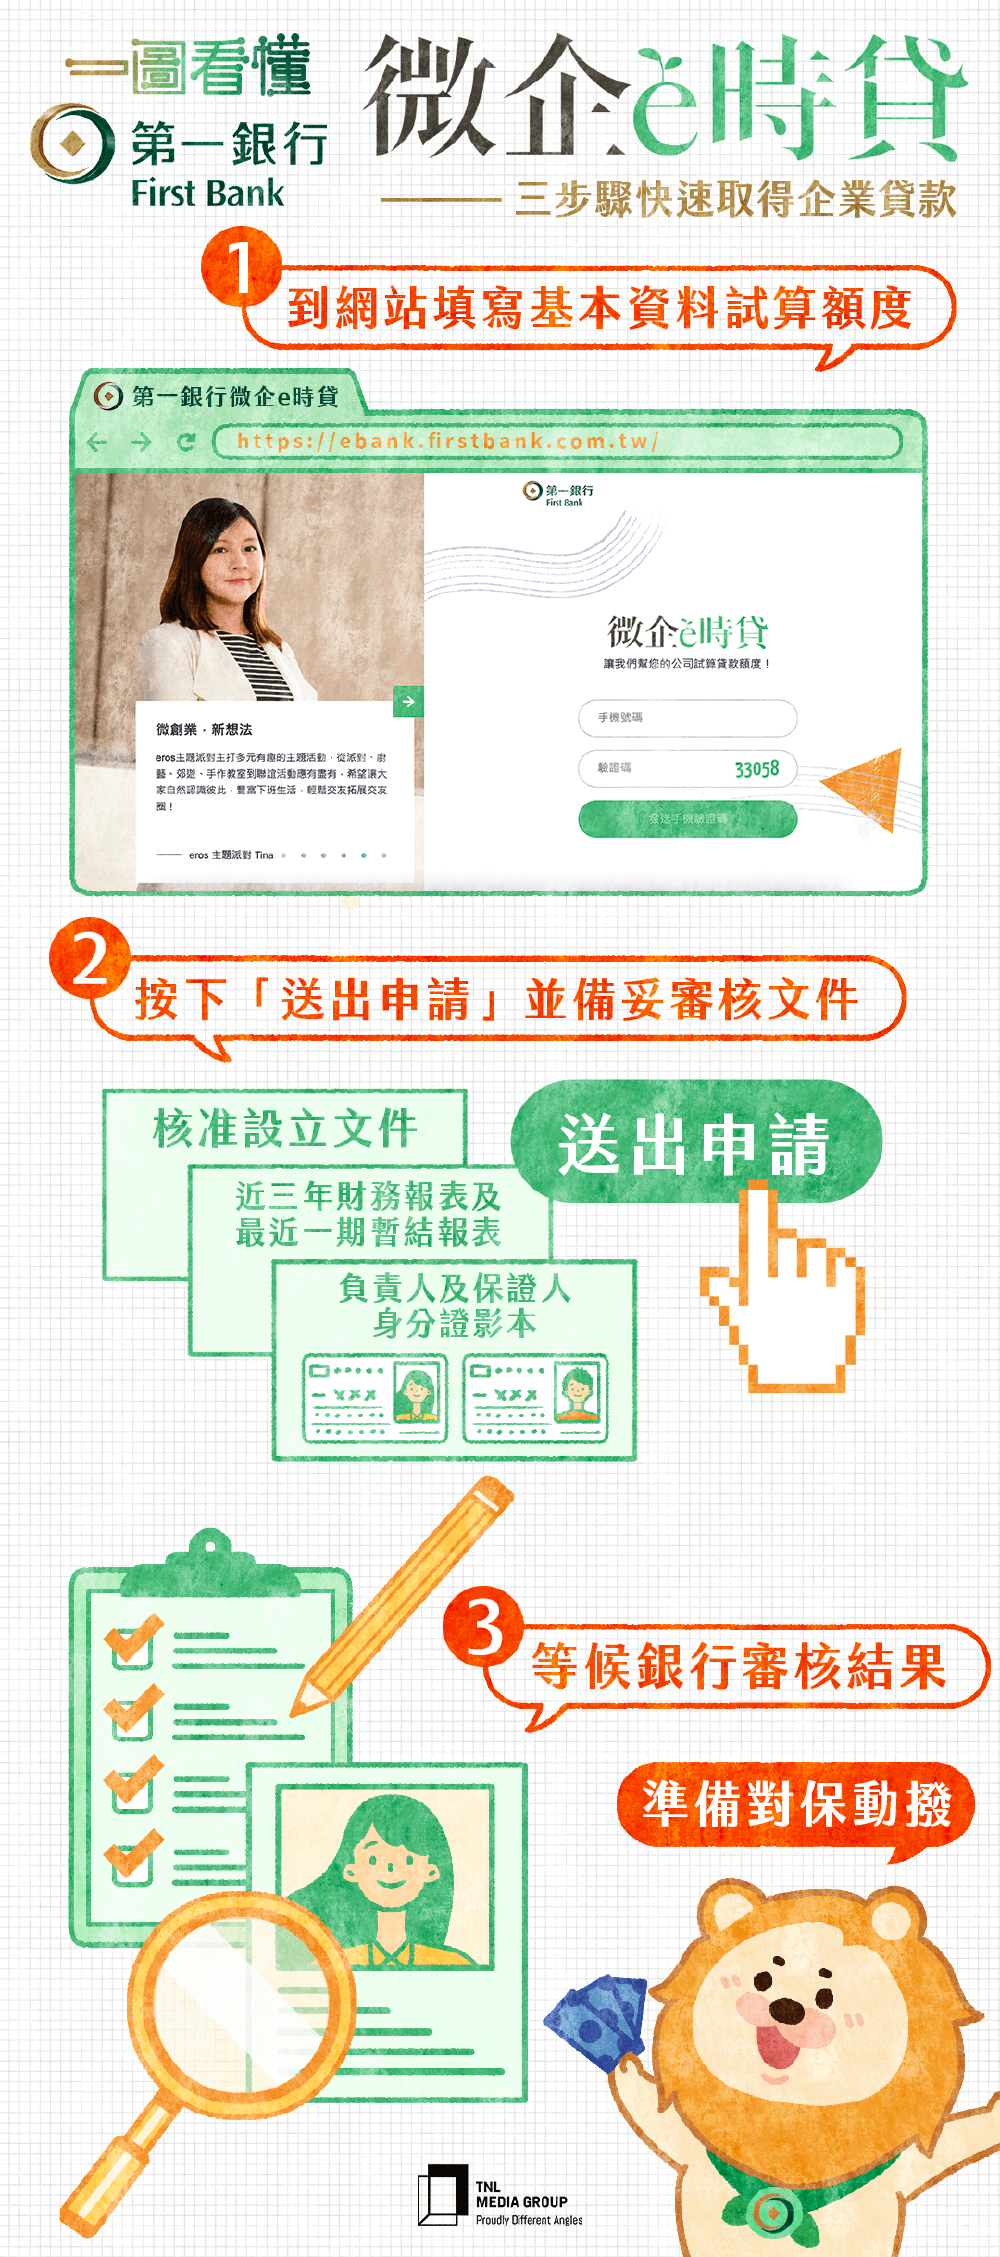 一圖看懂
第一銀行
First Bank
微企e時貸
三步驟快速取得企業貸款
1
到網站填寫基本資料試算額度
第一銀行微企e時貸
https://ebank.firstbank.com.tw/
第一銀行
First Bank
微企e時貸
讓我們幫您的公司試算貸款額度！
手機號碼
驗證碼
33058
發送手機驗證碼
微創業，新想法
eros主題派對主打多元有趣的主題活動，從派對、廚
藝、郊遊、手作教室到聯誼活動應有盡有，希望讓大
家自然認識彼此，豐富下班生活，輕鬆交友拓展交友
圈！
eros 主題派對 Tina
2
按下「送出申請」並備妥審核文件
核准設立文件
送出申請
近三年財務報表及
最近一期暫結報表
負責人及保證人
身分證影本
3
等候銀行審核結果
準備對保動撥
TNL
MEDIA GROUP
Proudly Different Angles